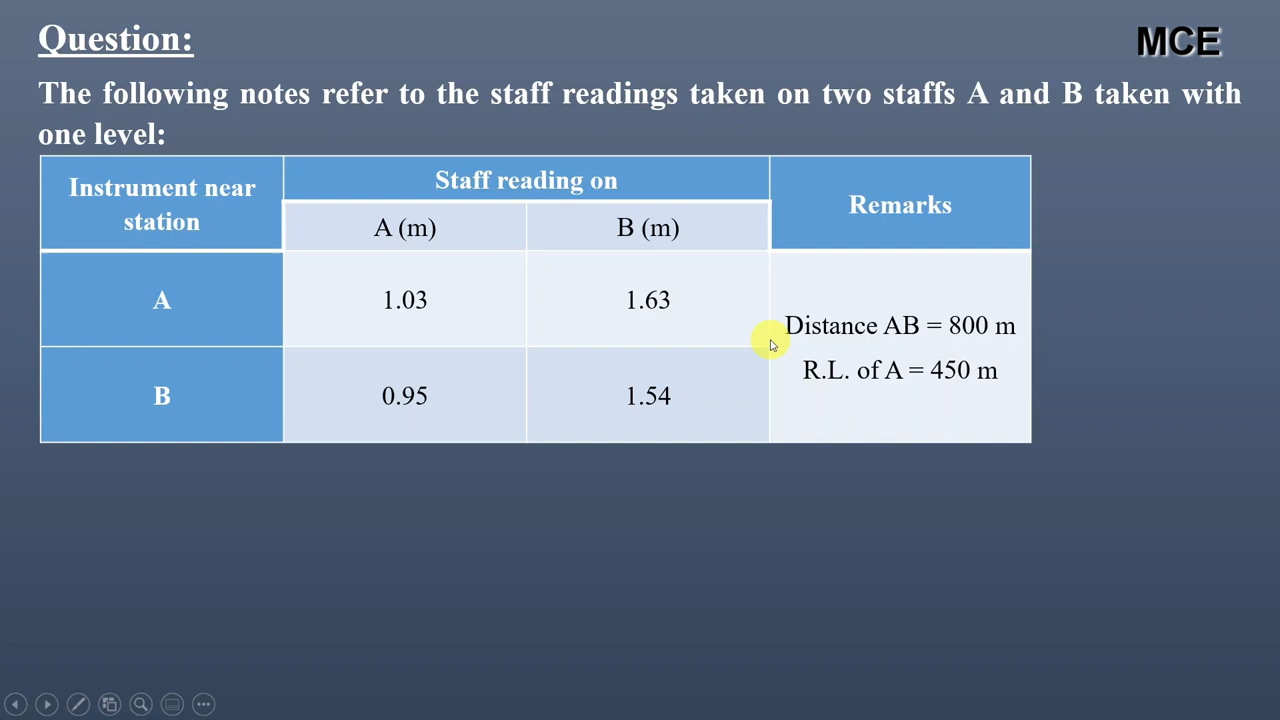 Question:
MCE
The following notes refer to the staff readings taken on two staffs A and B taken with
one level:
Instrument near
station
Staff reading on
Remarks
A (m)
B (m)
A
1.03
1.63
Distance AB = 800 m
R.L. of A = 450 m
B
0.95
1.54